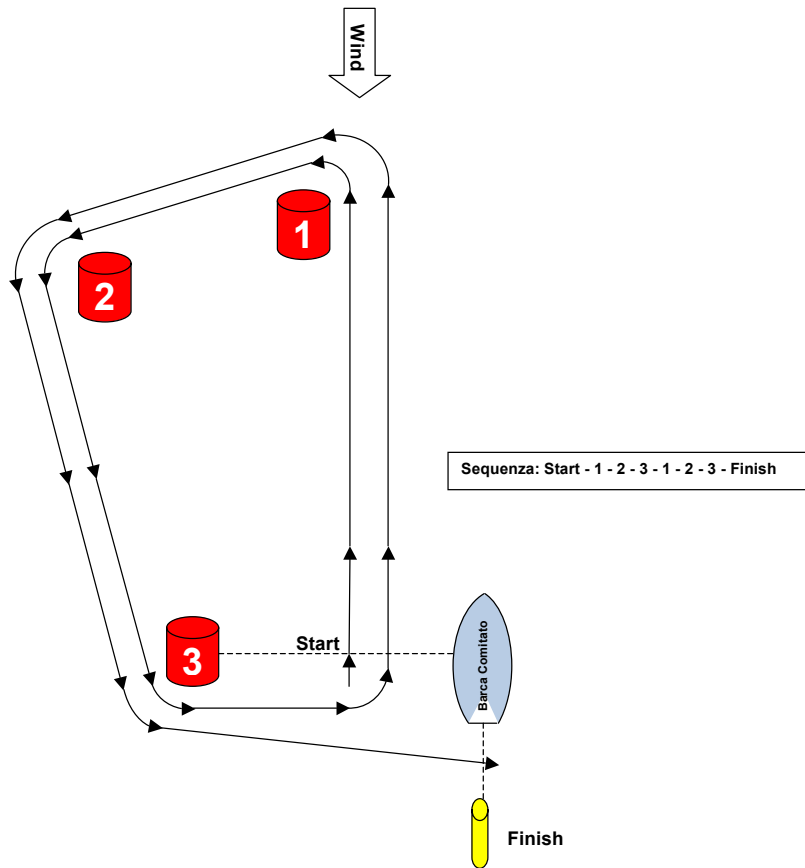 Wind
1
2
Sequenza: Start - 1 - 2 - 3 - 1 - 2 - 3 - Finish
Start
3
Barca Comitato
Finish